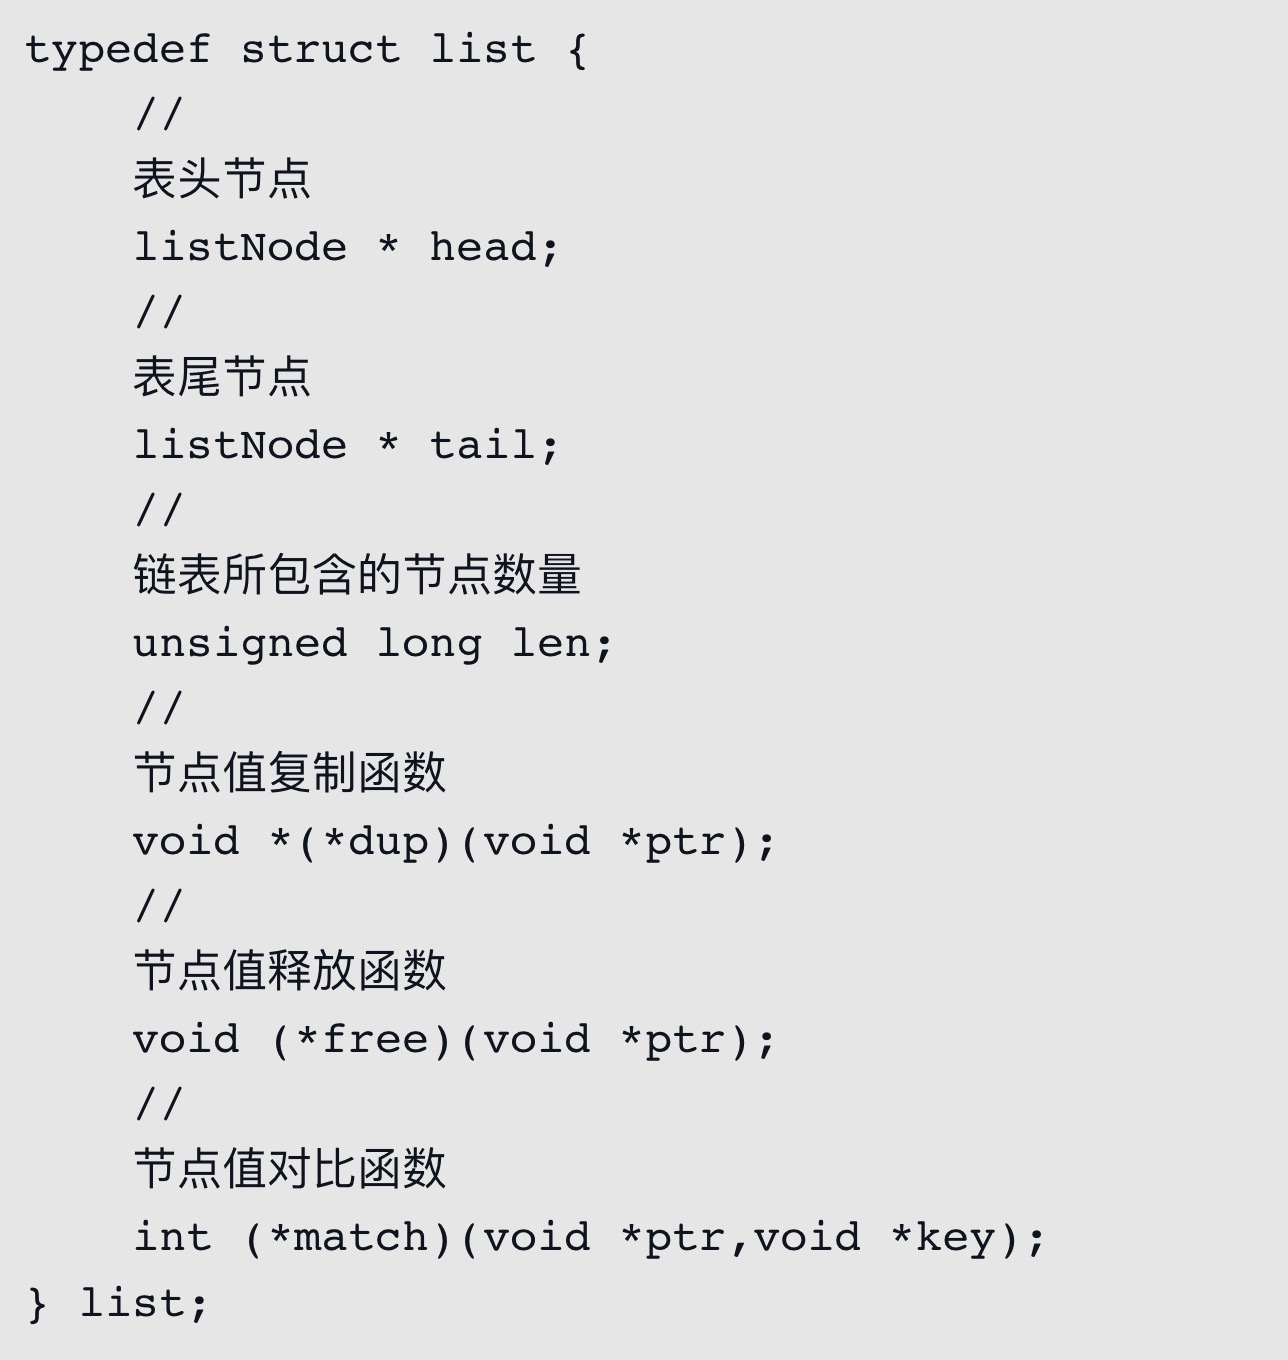 typedef struct list {
//
表头节点
listNode * head;
//
表尾节点
listNode * tail;
//
链表所包含的节点数量
unsigned long len;
//
节点值复制函数
void *(*dup)(void *ptr);
//
节点值释放函数
void (*free)(void *ptr);
//
节点值对比函数
int (*match)(void *ptr,void *key);
} list;